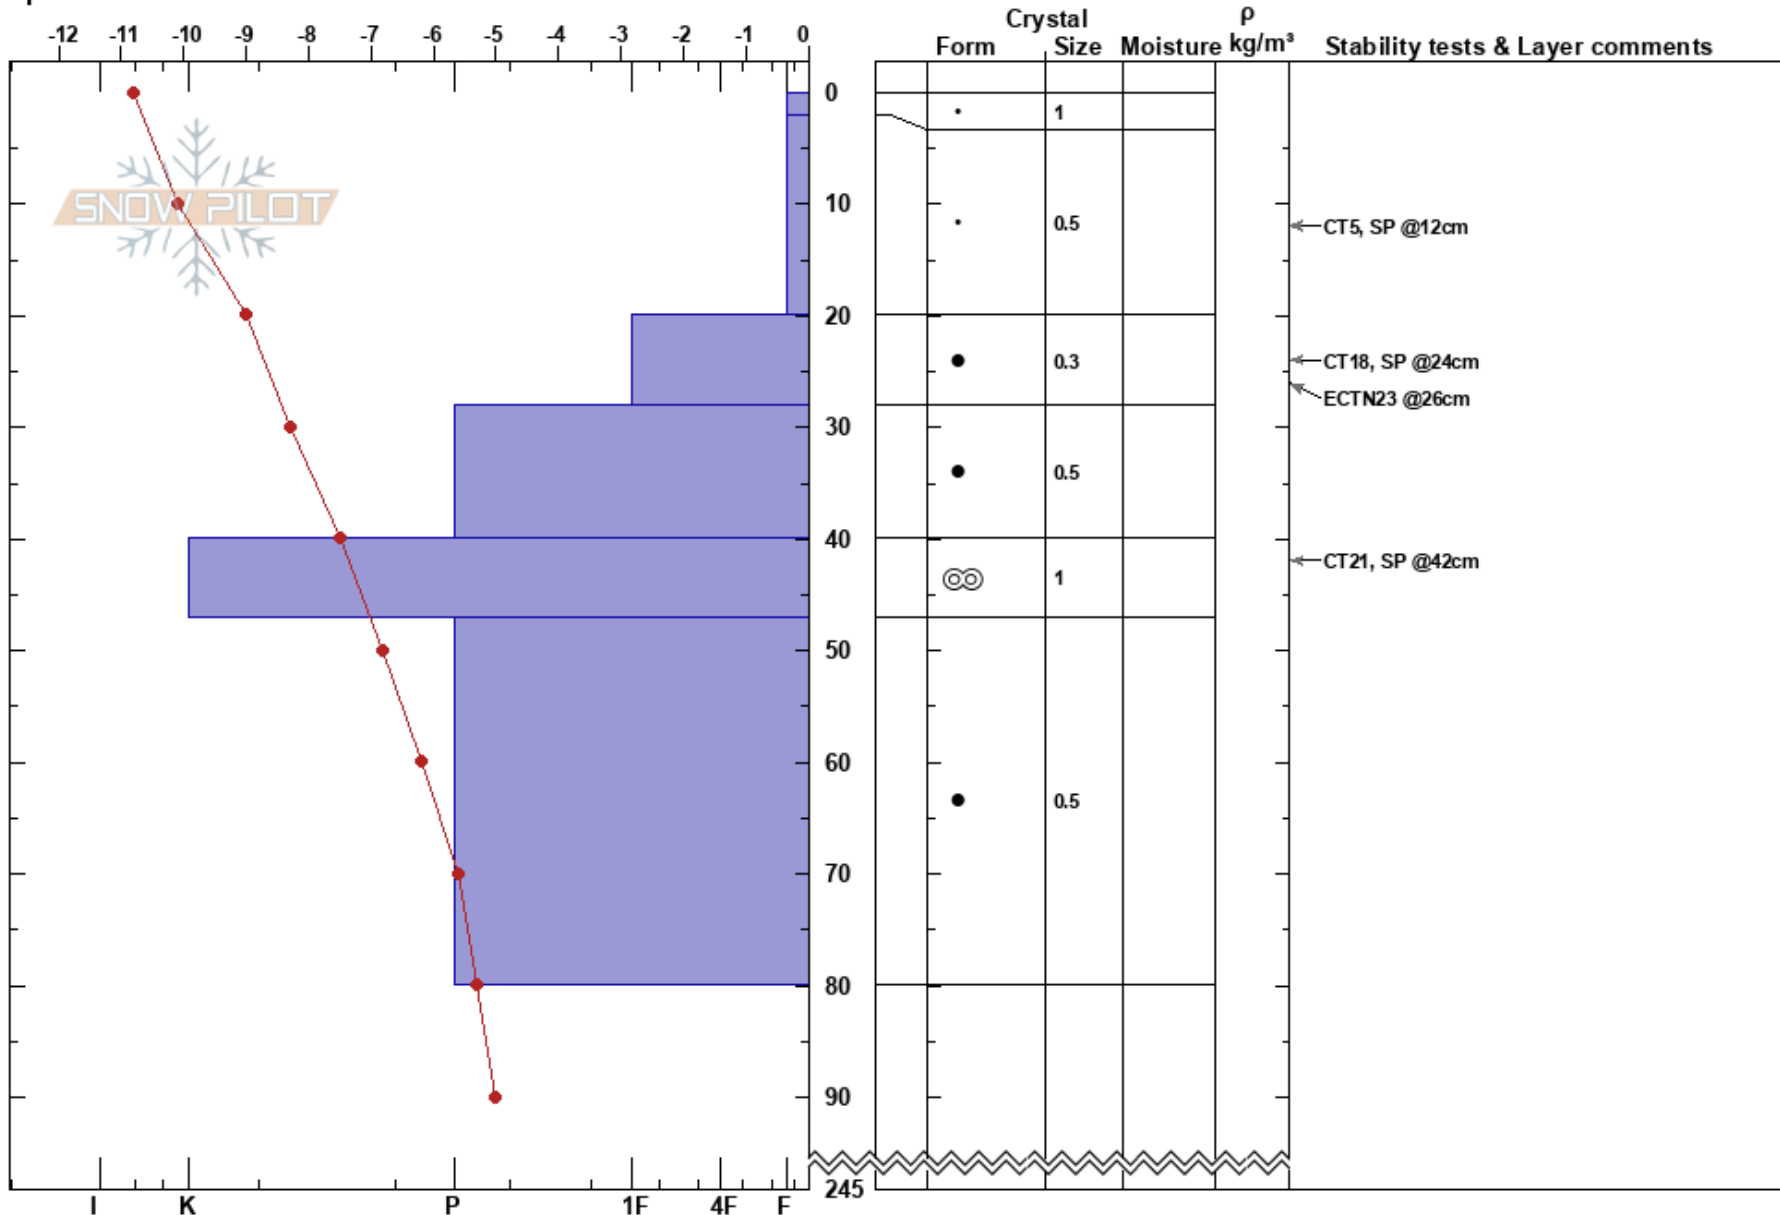 Crystal ρ
-12 -11 -10 -9 -8 -7 -6 -5 -4 -3 -2 -1 0 Form Size Moisture kg/m³ Stability tests & Layer comments
0
1
SNOW PILOT
10
0.5
CT5, SP @12cm
20
0.3
CT18, SP @24cm
ECTN23 @26cm
30
0.5
40
CT21, SP @42cm
1
50
60
0.5
70
80
90
245
I K P 1F 4F F